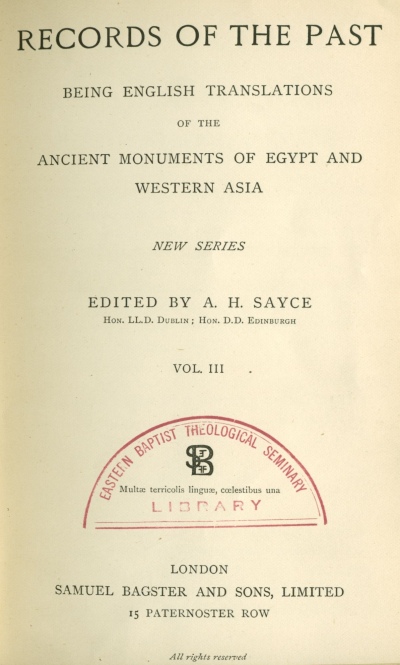 RECORDS OF THE PAST
BEING ENGLISH TRANSLATIONS
OF THE
ANCIENT MONUMENTS OF EGYPT AND
WESTERN ASIA
NEW SERIES
EDITED BY A. H. SAYCE
Hon. LL.D. Dublin; Hon. D.D. Edinburgh
VOL. III
EASTERN BAPTIST THEOLOGICAL SEMINARY
Multæ terricolis linguæ, cœlestibus una
LIBRARY
LONDON
SAMUEL BAGSTER AND SONS, LIMITED
15 PATERNOSTER ROW
All rights reserved